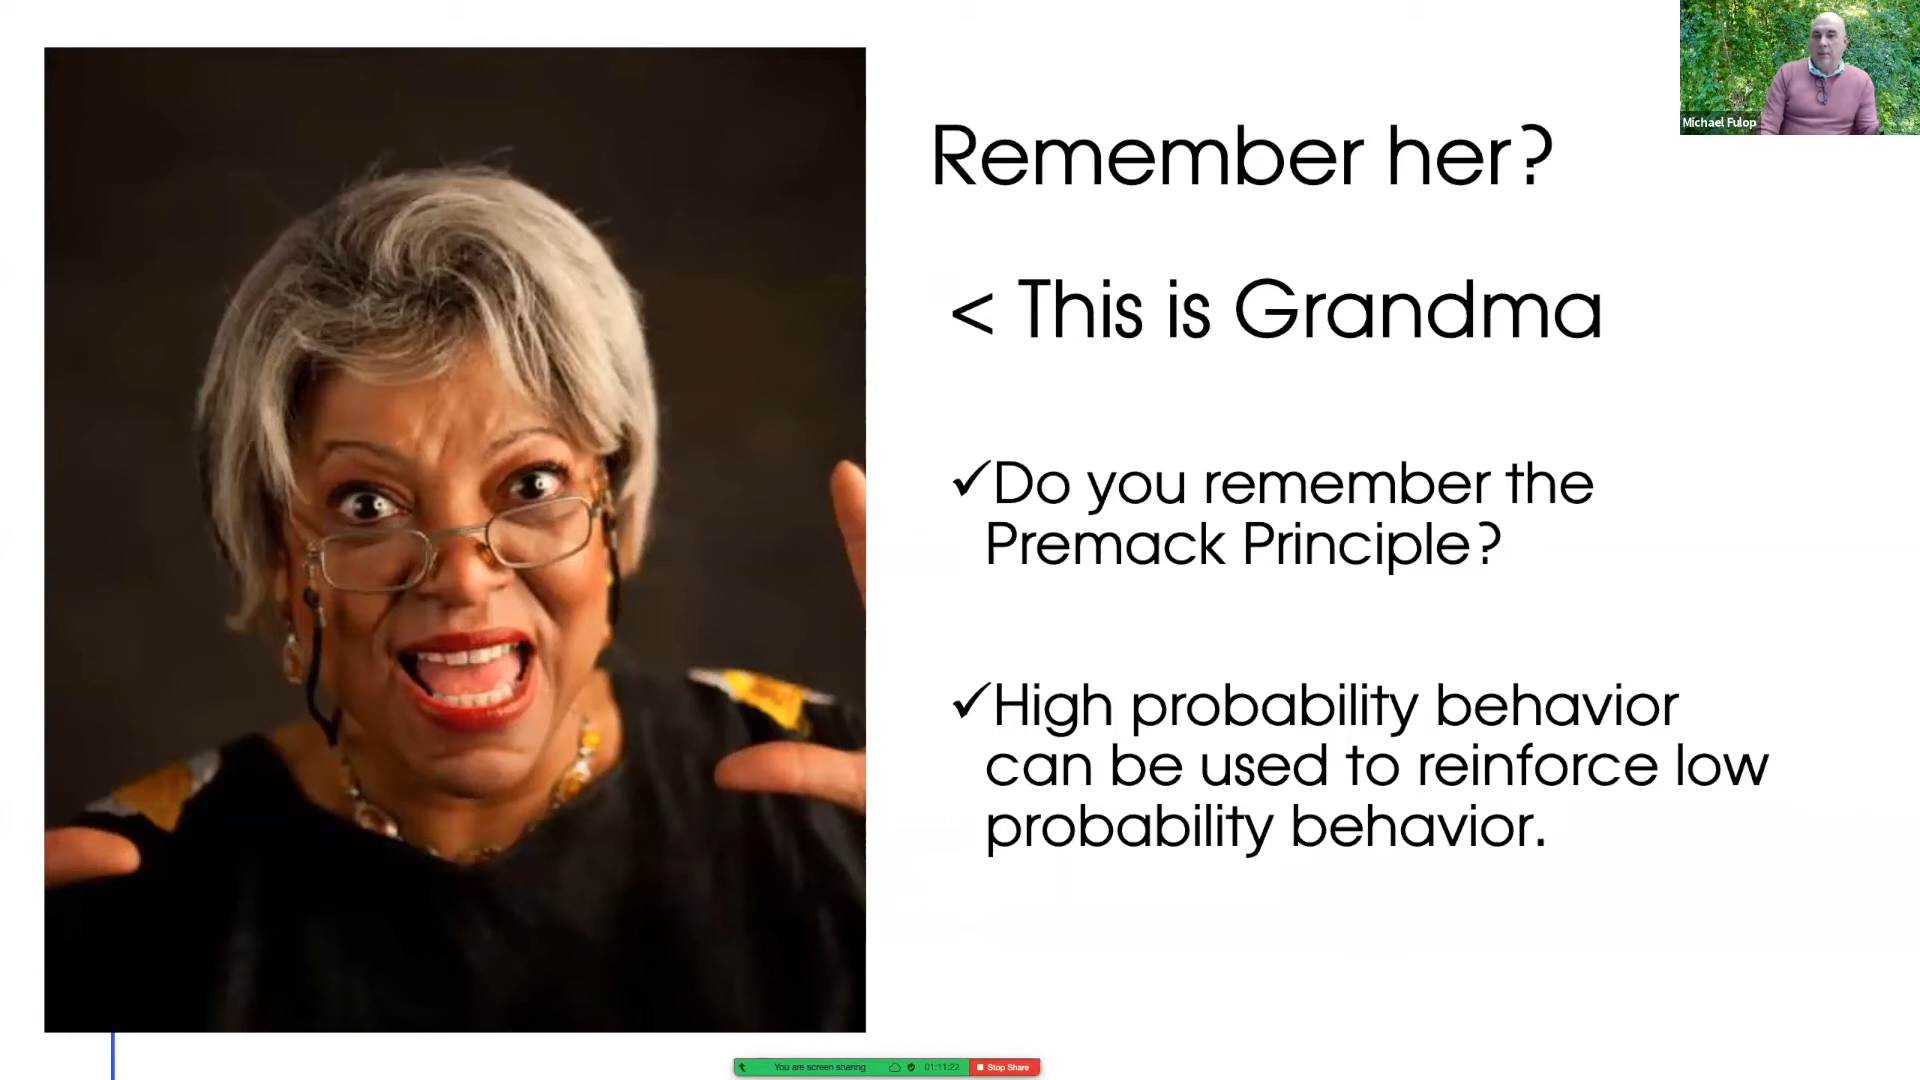 Michael Fulop
Remember her?
< This is Grandma
✓Do you remember the
Premack Principle?
✓High probability behavior
can be used to reinforce low
probability behavior.
You are screen sharing 01:11:22 Stop Share